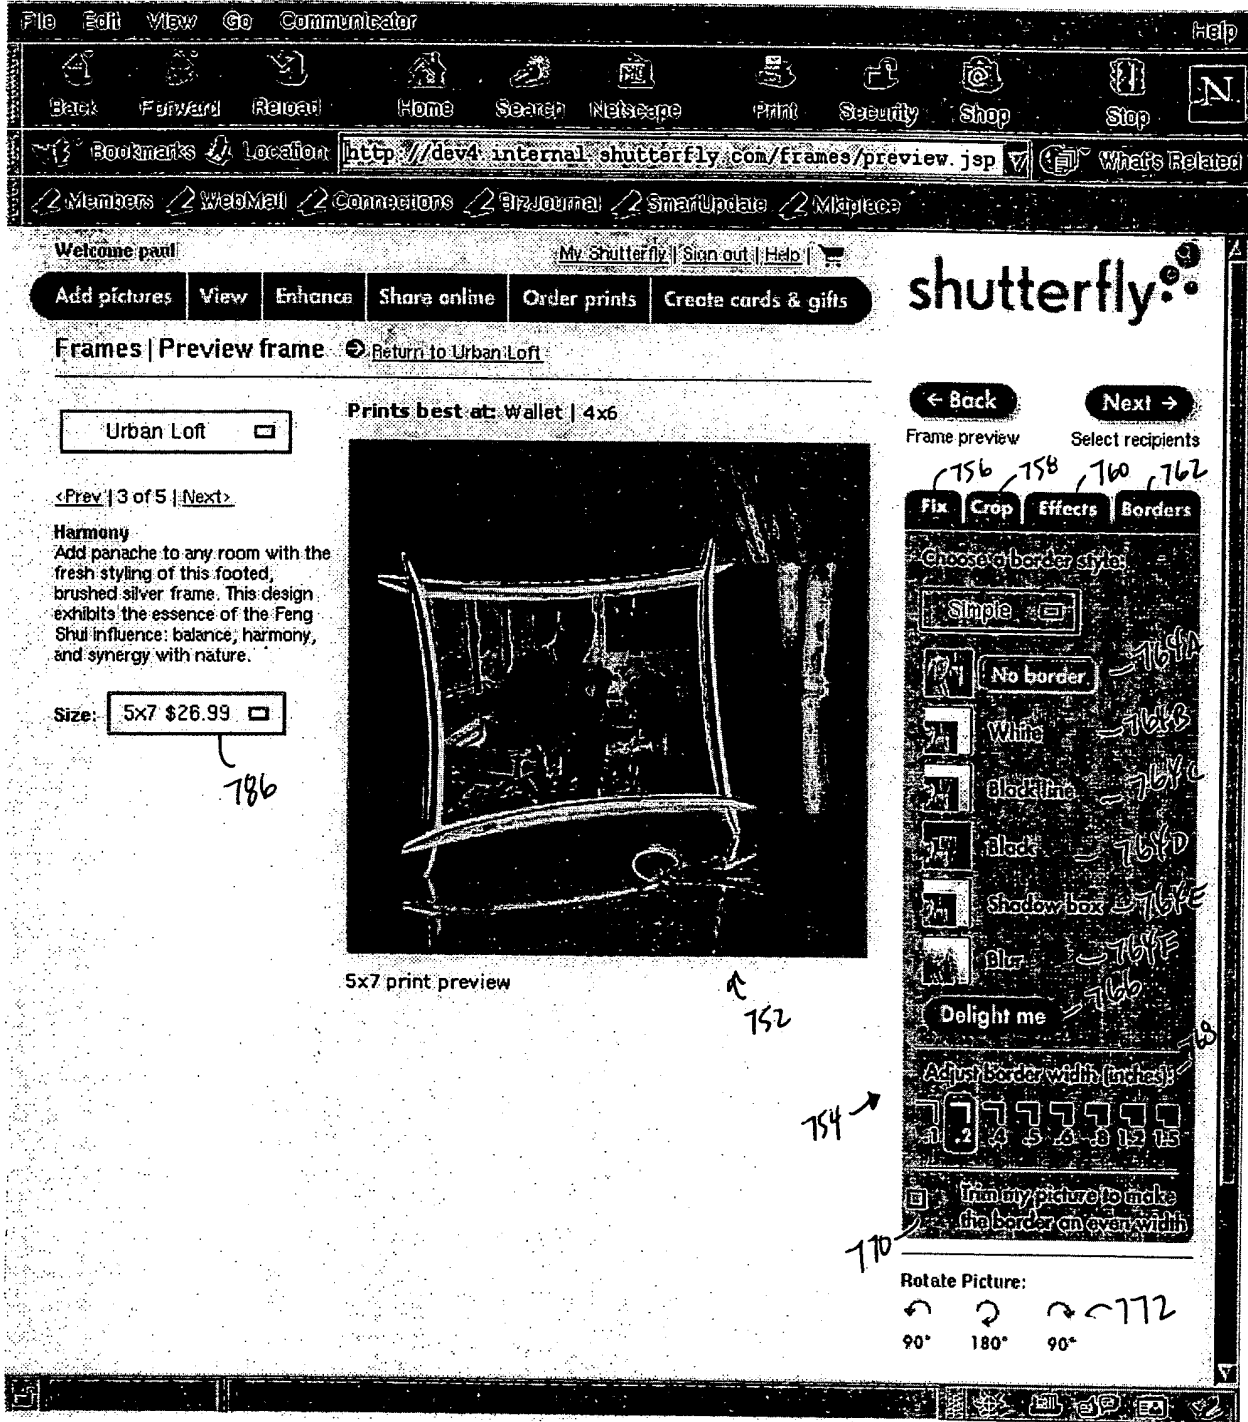 File Edit View Go Communicator Help
Back Forward Reload Home Search Netscape Print Security Shop Stop N
Bookmarks Location http://dev4.internal.shutterfly.com/frames/preview.jsp What's Related
Members WebMail Connections BizJournal SmartUpdate Mktplace
Welcome paul
My Shutterfly | Sign out | Help |
shutterfly
Add pictures View Enhance Share online Order prints Create cards & gifts
Frames | Preview frame Return to Urban Loft
Urban Loft
<Prev | 3 of 5 | Next>
Harmony
Add panache to any room with the
fresh styling of this footed,
brushed silver frame. This design
exhibits the essence of the Feng
Shui influence: balance, harmony,
and synergy with nature.
Size: 5x7 $26.99
786
Prints best at: Wallet | 4x6
5x7 print preview
752
← Back Next →
Frame preview Select recipients
756 758 760 762
Fix Crop Effects Borders
Choose a border style:
Simple
No border 764A
White 764B
Black line 764C
Black 764D
Shadow box 764E
Blur 764F
Delight me 766
Adjust border width (inches): 68
754
.1 .2 .4 .5 .6 .8 1.2 1.5
Trim my picture to make
the border an even width
770
Rotate Picture:
772
90° 180° 90°